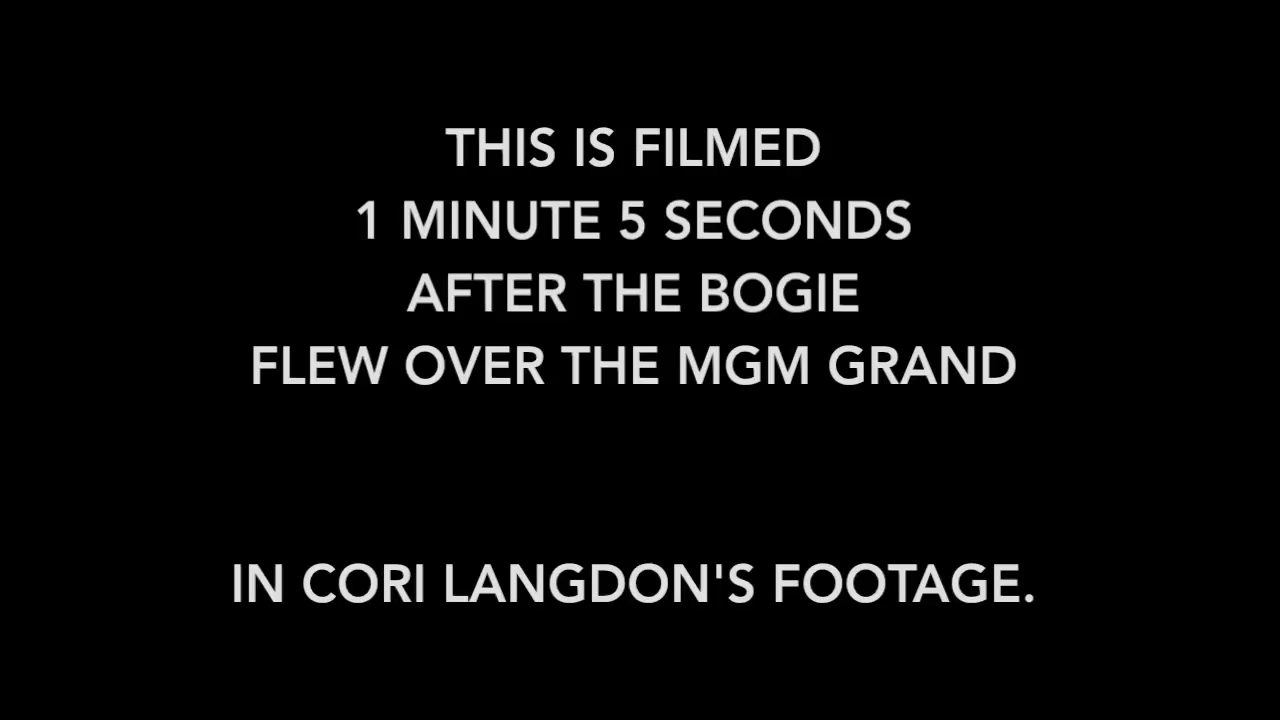 THIS IS FILMED
1 MINUTE 5 SECONDS
AFTER THE BOGIE
FLEW OVER THE MGM GRAND
IN CORI LANGDON'S FOOTAGE.